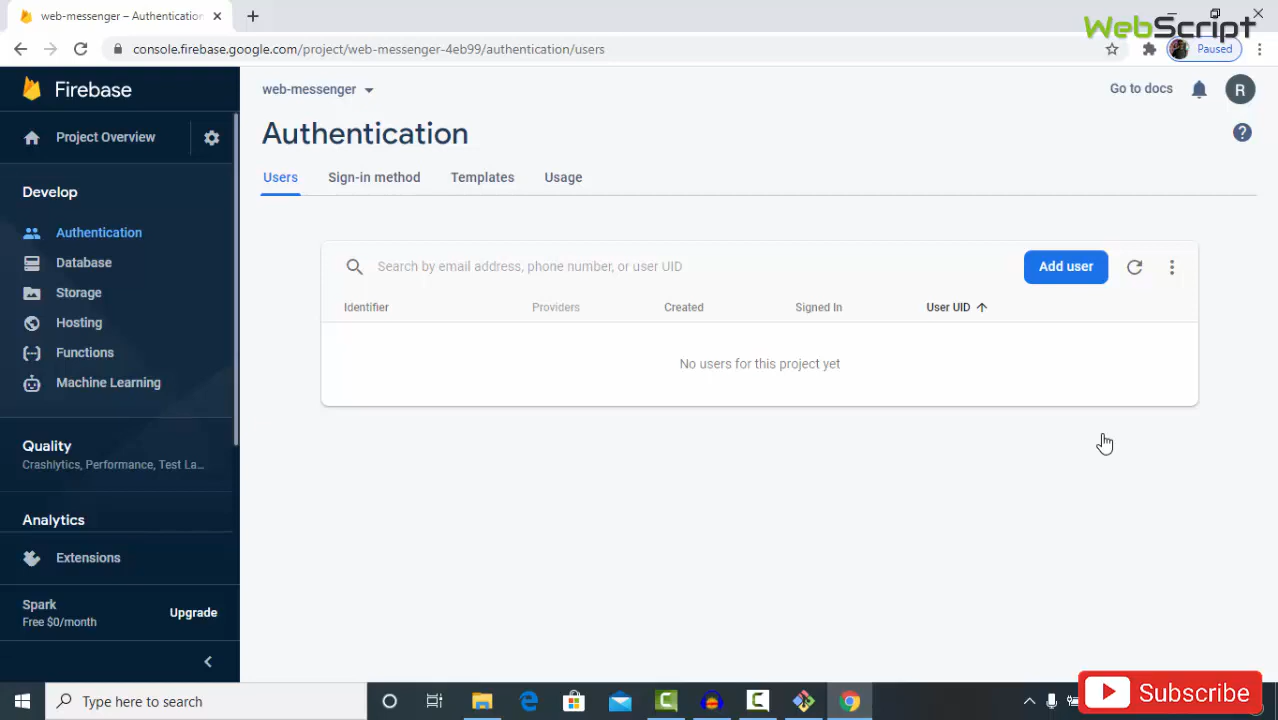 web-messenger – Authentication
WebScript
console.firebase.google.com/project/web-messenger-4eb99/authentication/users
Paused
Firebase
web-messenger
Go to docs
R
Project Overview
Authentication
Users
Sign-in method
Templates
Usage
Develop
Authentication
Database
Storage
Hosting
Functions
Machine Learning
Search by email address, phone number, or user UID
Add user
Identifier
Providers
Created
Signed In
User UID
No users for this project yet
Quality
Crashlytics, Performance, Test La...
Analytics
Extensions
Spark
Free $0/month
Upgrade
Type here to search
Subscribe